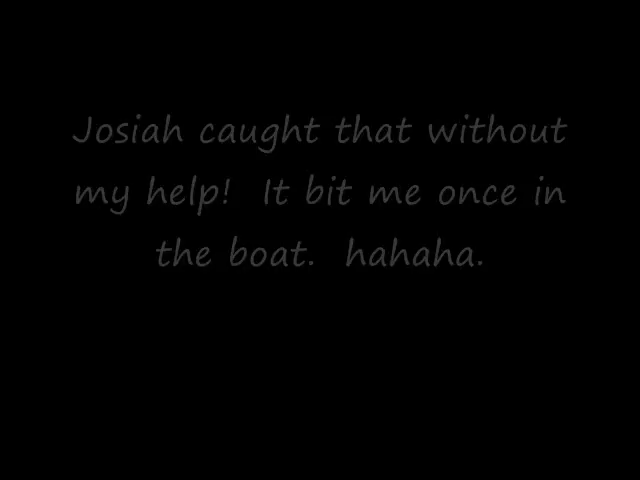 Josiah caught that without
my help!  It bit me once in
the boat.  hahaha.